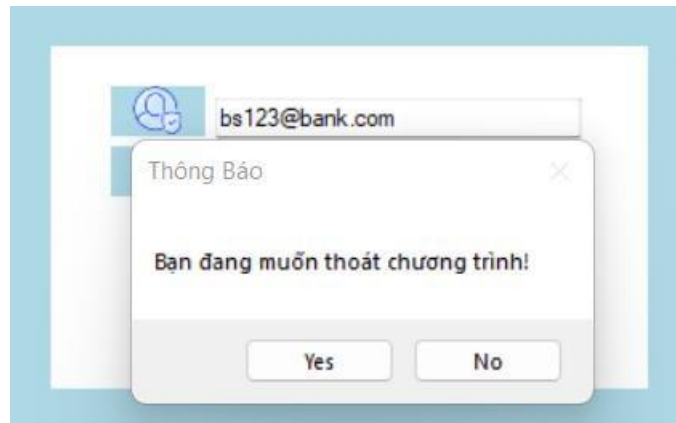 bs123@bank.com
Thông Báo
Bạn đang muốn thoát chương trình!
Yes
No